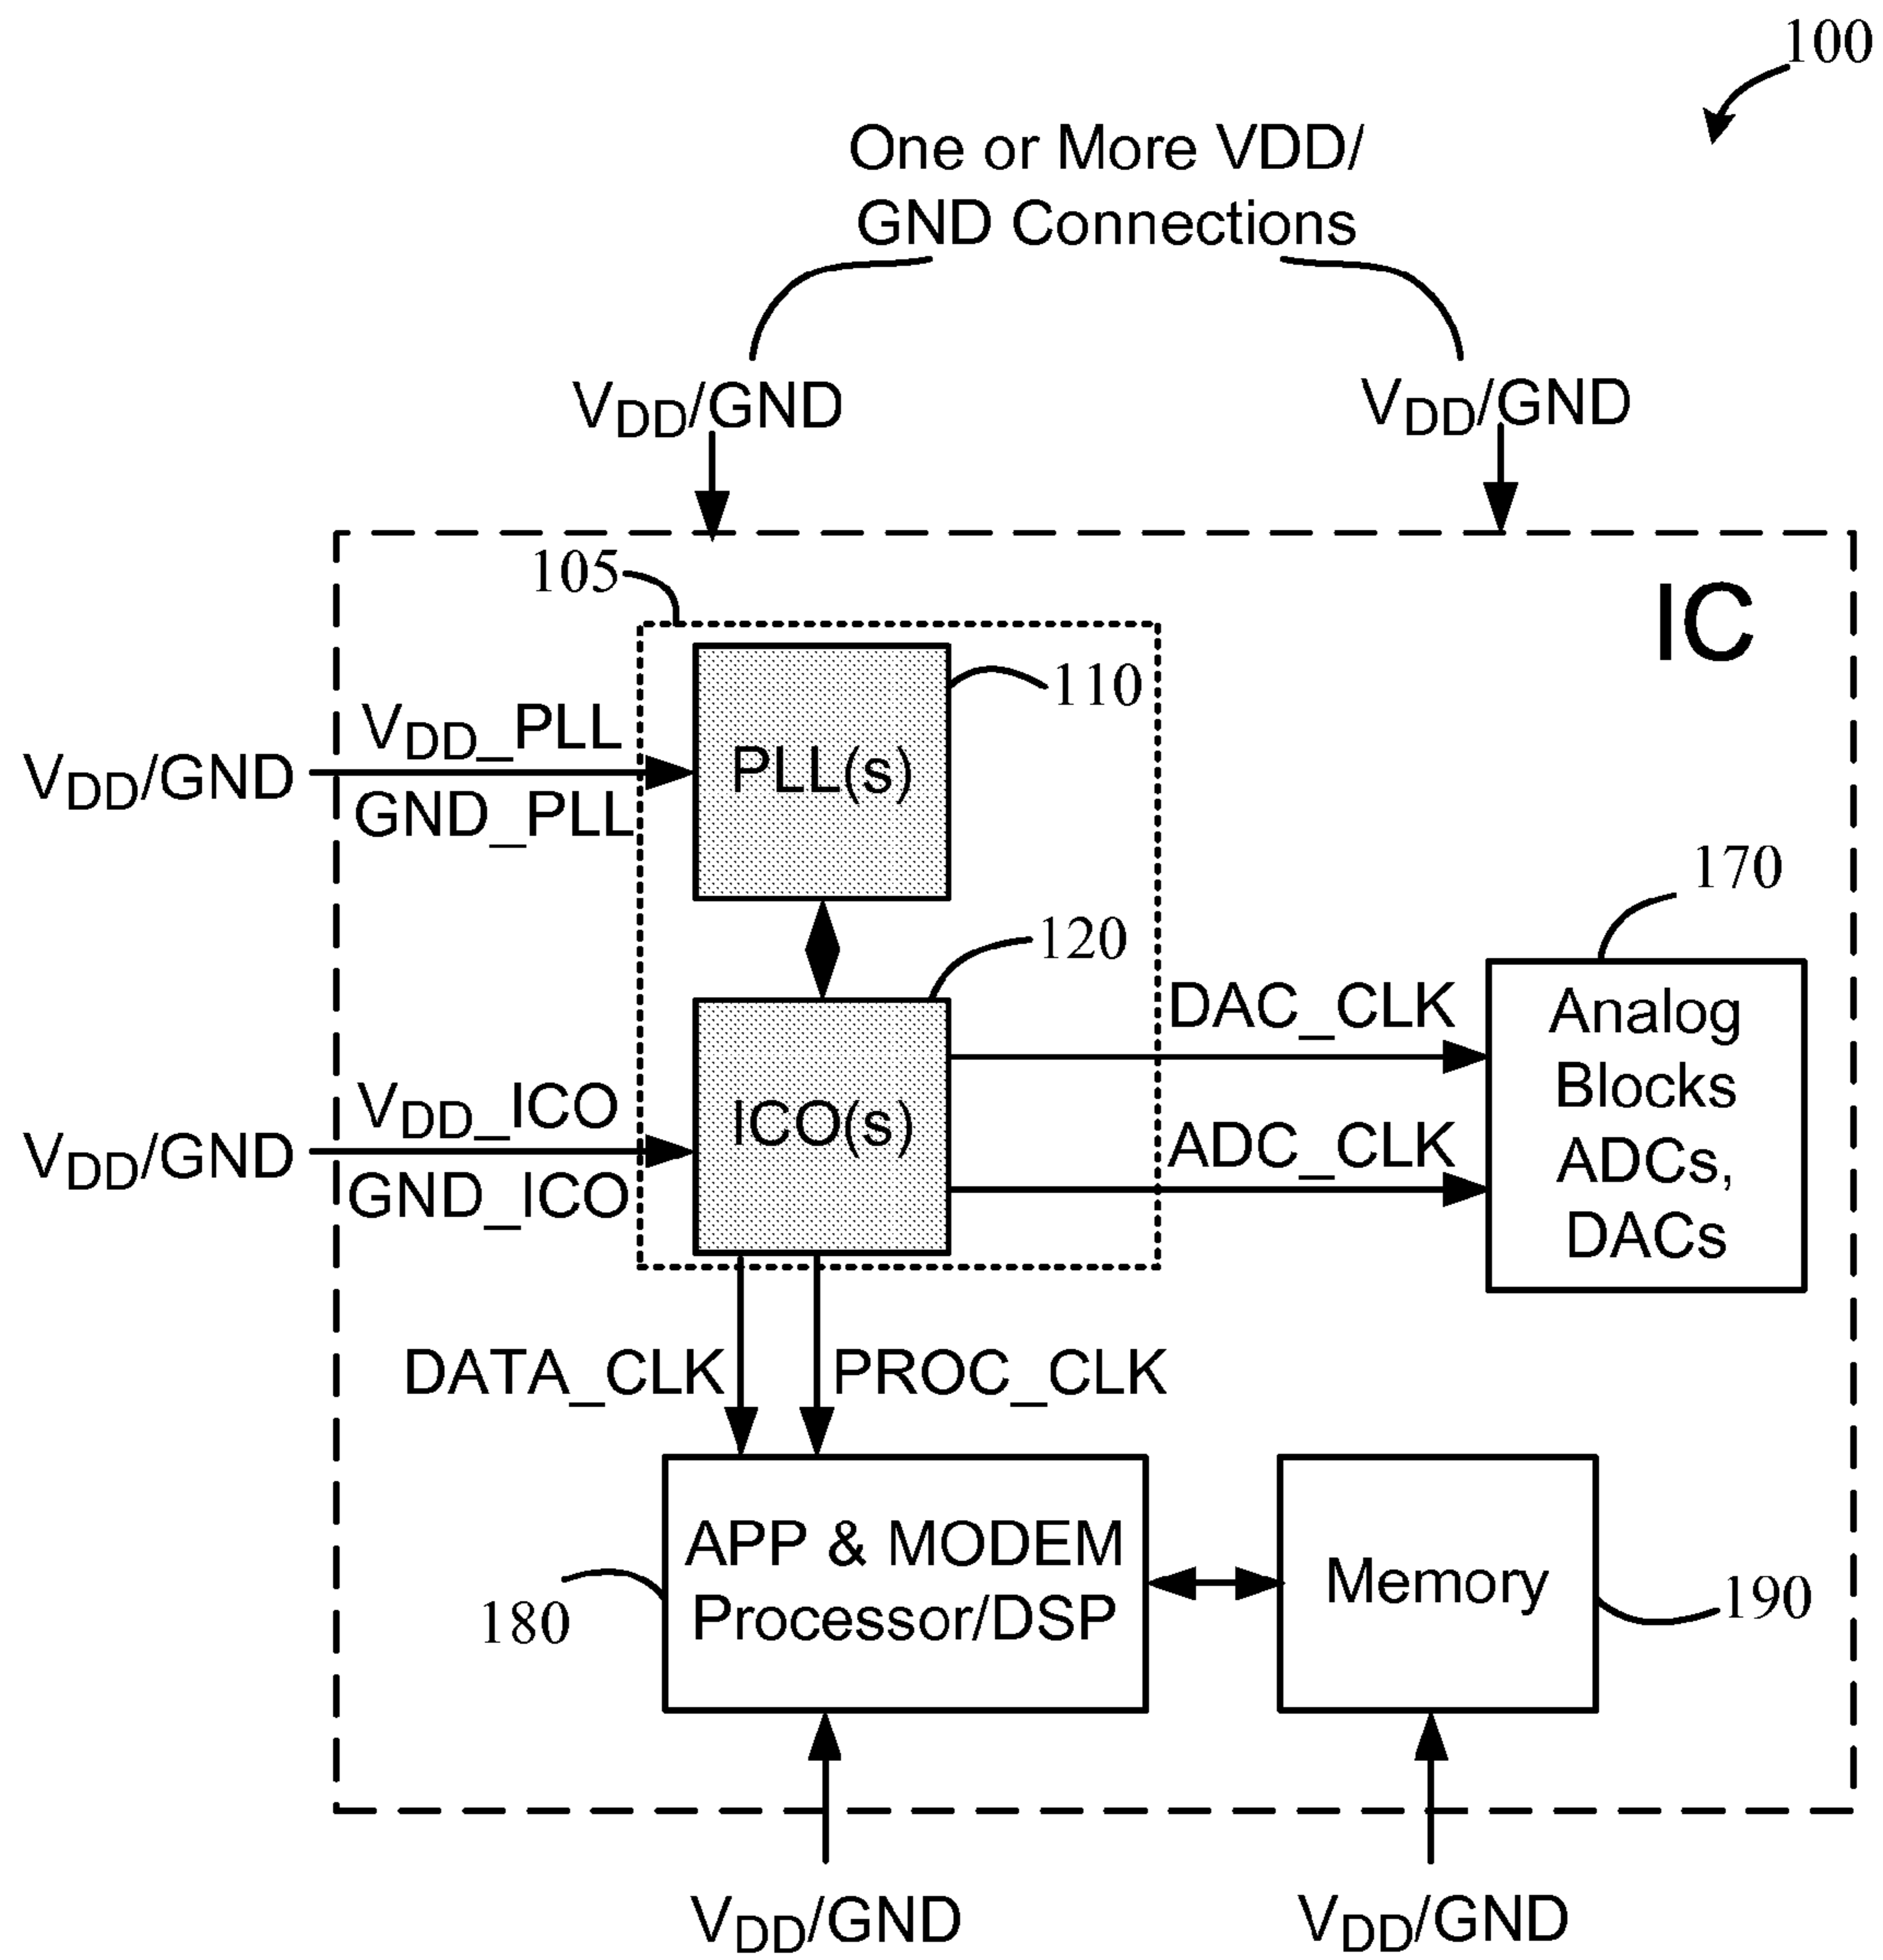 100
One or More VDD/
GND Connections
VDD/GND
VDD/GND
105
IC
110
VDD_PLL
VDD/GND
GND_PLL
PLL(s)
170
120
DAC_CLK
Analog
Blocks
ADCs,
DACs
VDD_ICO
VDD/GND
GND_ICO
ICO(s)
ADC_CLK
DATA_CLK
PROC_CLK
APP & MODEM
Processor/DSP
Memory
180
190
VDD/GND
VDD/GND